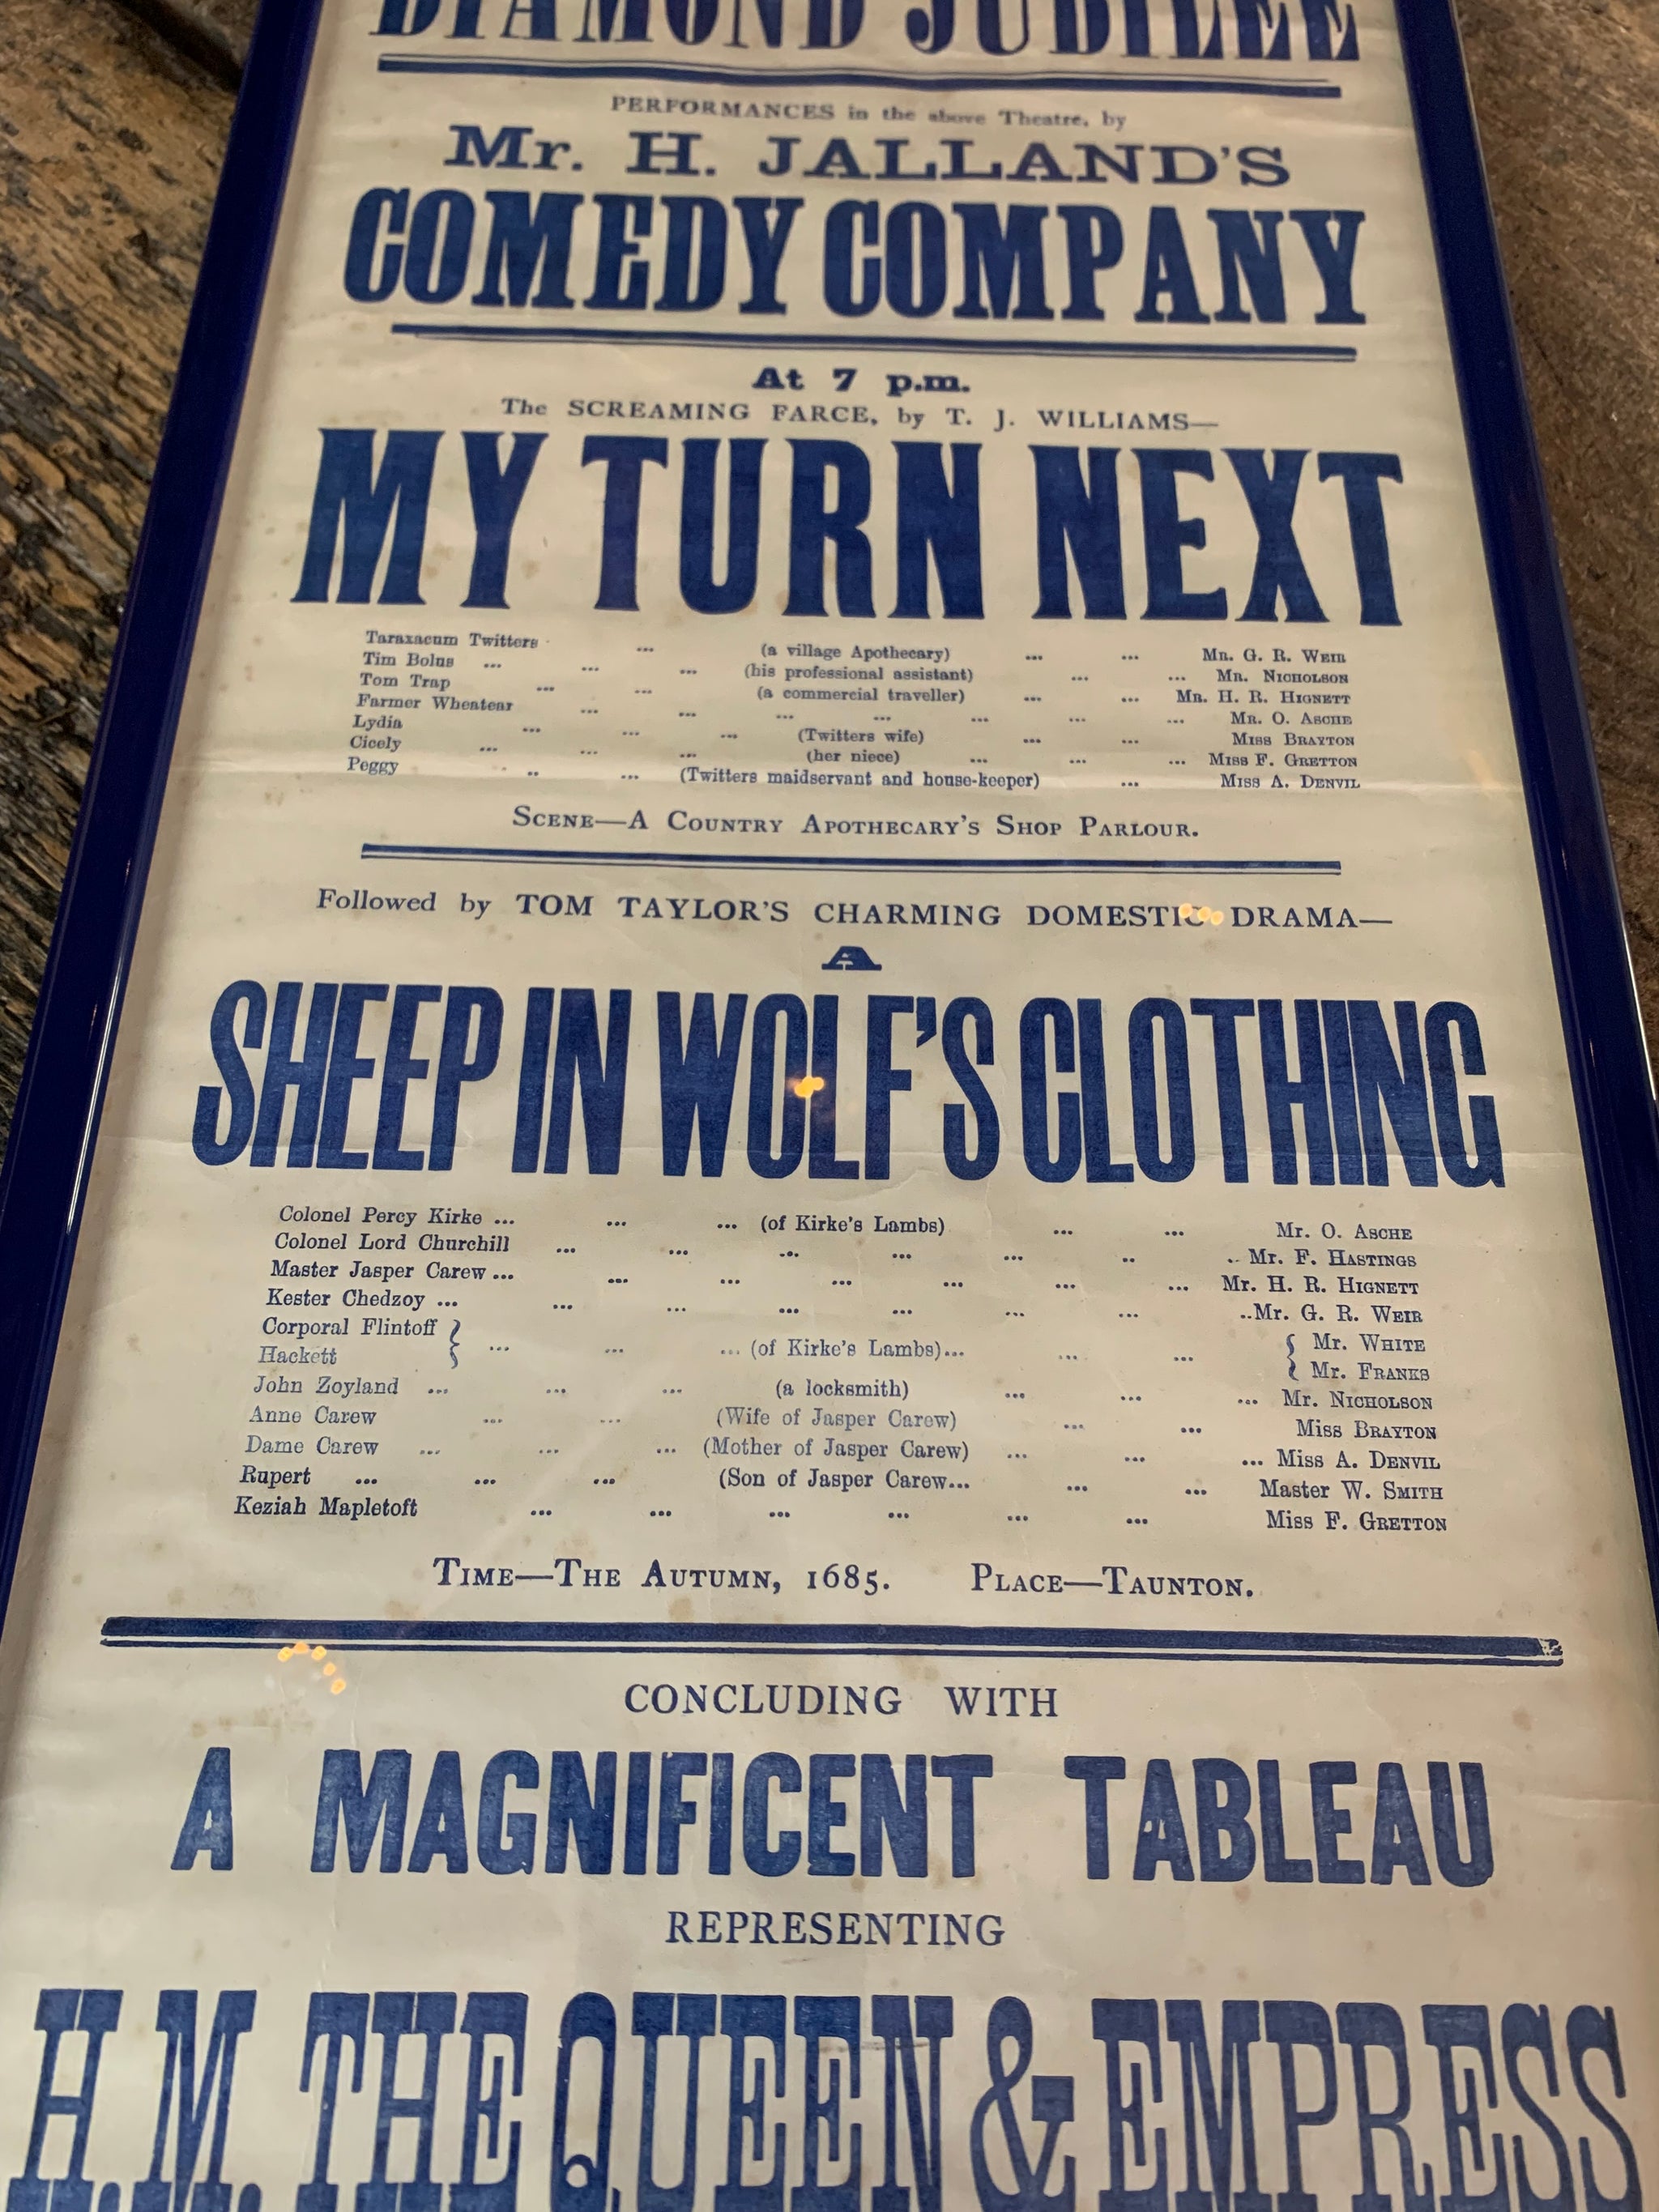 DIAMOND JUBILEE
PERFORMANCES in the above Theatre, by
Mr. H. JALLAND'S
COMEDY COMPANY
At 7 p.m.
The SCREAMING FARCE, by T. J. WILLIAMS—
MY TURN NEXT
Taraxacum Twitters ... (a village Apothecary) ... ... Mr. G. R. Weir
Tim Bolus ... ... ... (his professional assistant) ... ... Mr. Nicholson
Tom Trap ... ... (a commercial traveller) ... ... Mr. H. R. Hignett
Farmer Wheatear ... ... ... ... ... ... ... Mr. O. Asche
Lydia ... ... ... (Twitters wife) ... ... Miss Brayton
Cicely ... ... ... (her niece) ... ... ... Miss F. Gretton
Peggy .. ... (Twitters maidservant and house-keeper) ... Miss A. Denvil
Scene—A Country Apothecary's Shop Parlour.
Followed by TOM TAYLOR'S CHARMING DOMESTIC DRAMA—
A
SHEEP IN WOLF'S CLOTHING
Colonel Percy Kirke ... ... ... (of Kirke's Lambs) ... ... Mr. O. Asche
Colonel Lord Churchill ... ... ... ... ... .. .. Mr. F. Hastings
Master Jasper Carew ... ... ... ... ... ... ... Mr. H. R. Hignett
Kester Chedzoy ... ... ... ... ... ... ... ..Mr. G. R. Weir
Corporal Flintoff } { Mr. White
Hackett } ... ... ... (of Kirke's Lambs)... ... ... { Mr. Franks
John Zoyland ... ... ... (a locksmith) ... ... ... Mr. Nicholson
Anne Carew ... ... (Wife of Jasper Carew) ... ... Miss Brayton
Dame Carew ... ... ... (Mother of Jasper Carew) ... ... ... Miss A. Denvil
Rupert ... ... ... (Son of Jasper Carew... ... ... Master W. Smith
Keziah Mapletoft ... ... ... ... ... ... Miss F. Gretton
Time—The Autumn, 1685. Place—Taunton.
CONCLUDING WITH
A MAGNIFICENT TABLEAU
REPRESENTING
H.M. THE QUEEN & EMPRESS